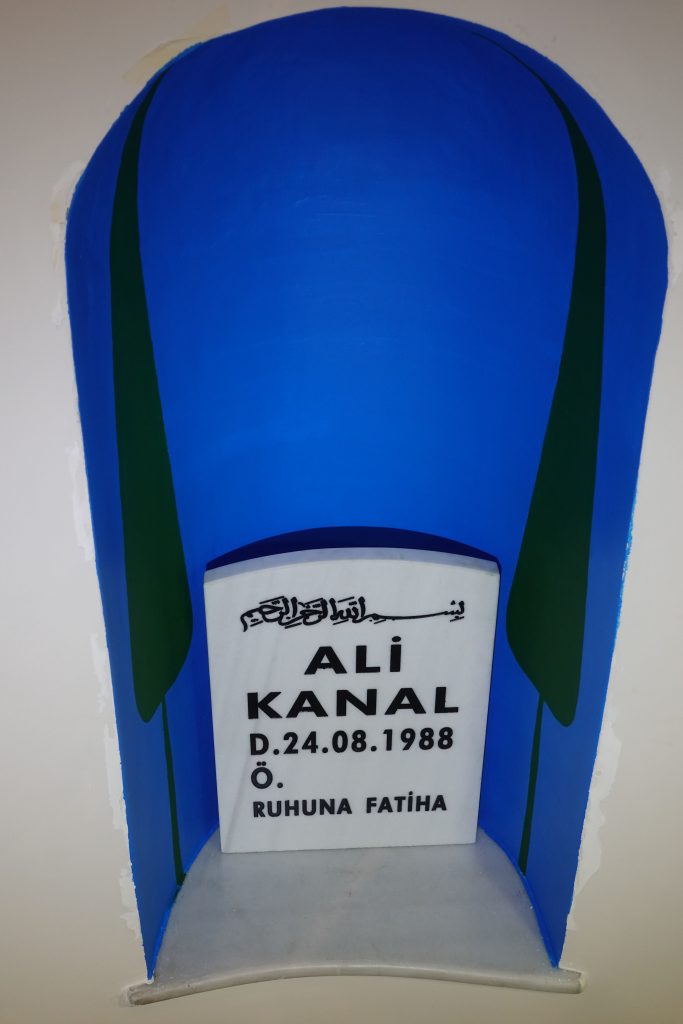 بسم الله الرحمن الرحيم
ALİ
KANAL
D.24.08.1988
Ö.
RUHUNA FATİHA